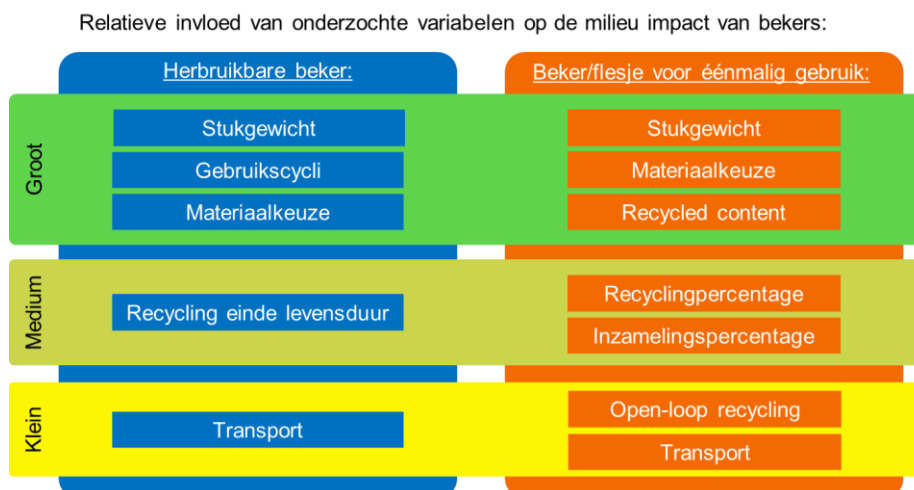 Relatieve invloed van onderzochte variabelen op de milieu impact van bekers:
Herbruikbare beker:
Beker/flesje voor éénmalig gebruik:
Groot
Stukgewicht
Gebruikscycli
Materiaalkeuze
Stukgewicht
Materiaalkeuze
Recycled content
Medium
Recycling einde levensduur
Recyclingpercentage
Inzamelingspercentage
Klein
Transport
Open-loop recycling
Transport